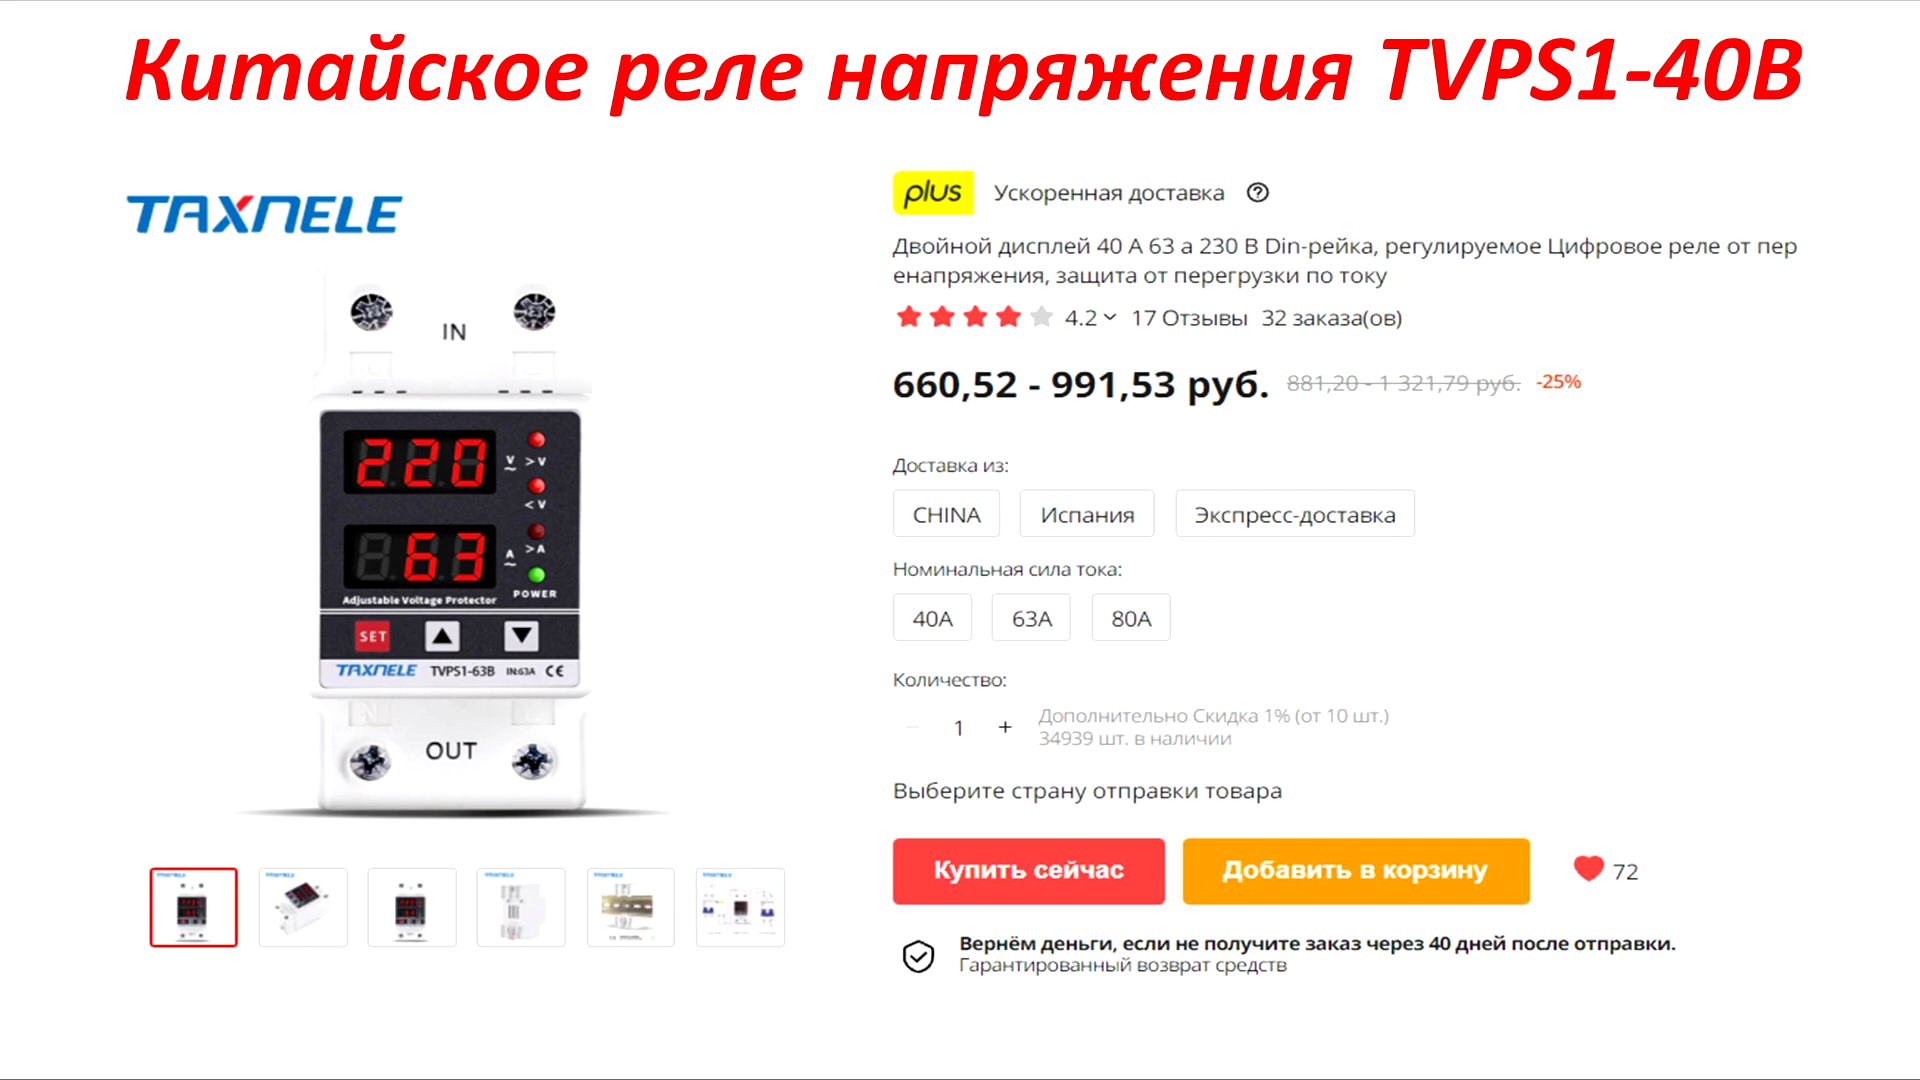 Китайское реле напряжения TVPS1-40B
TAXNELE
IN
220
V
>V
<V
63
A
>A
POWER
Adjustable Voltage Protector
SET
TAXNELE TVPS1-63B IN:63A CE
N
L
OUT
plus Ускоренная доставка
Двойной дисплей 40 А 63 а 230 В Din-рейка, регулируемое Цифровое реле от пер
енапряжения, защита от перегрузки по току
4.2 17 Отзывы 32 заказа(ов)
660,52 - 991,53 руб. 881,20 - 1 321,79 руб. -25%
Доставка из:
CHINA Испания Экспресс-доставка
Номинальная сила тока:
40A 63A 80A
Количество:
1 + Дополнительно Скидка 1% (от 10 шт.)
34939 шт. в наличии
Выберите страну отправки товара
Купить сейчас Добавить в корзину 72
Вернём деньги, если не получите заказ через 40 дней после отправки.
Гарантированный возврат средств